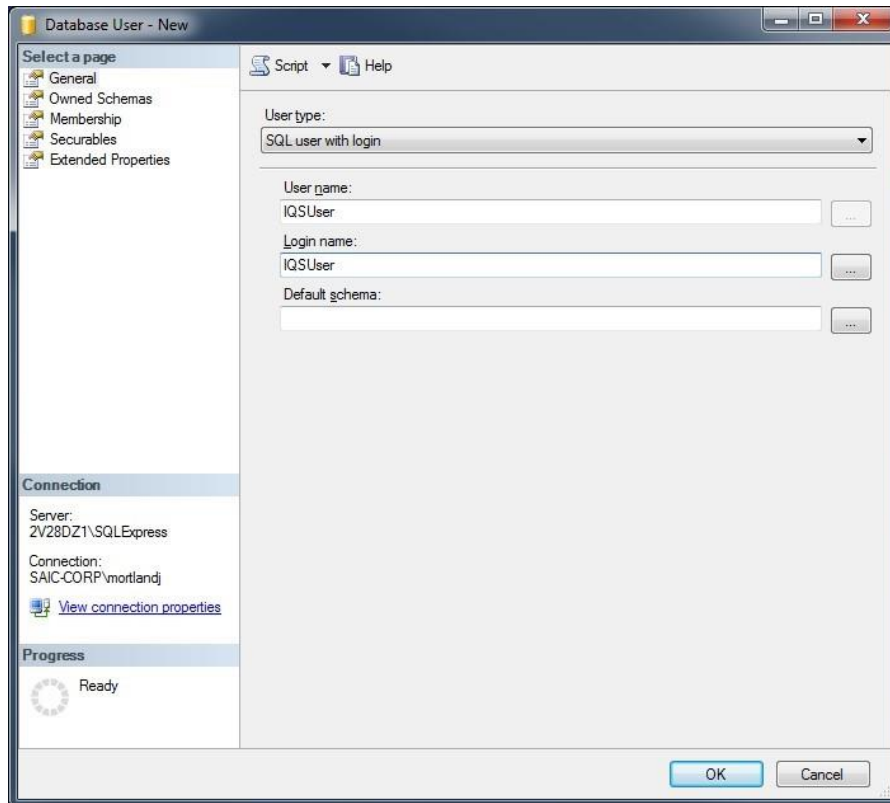 Database User - New
Select a page
General
Owned Schemas
Membership
Securables
Extended Properties
Script
Help
User type:
SQL user with login
User name:
IQSUser
...
Login name:
IQSUser
...
Default schema:
...
Connection
Server:
2V28DZ1\SQLExpress
Connection:
SAIC-CORP\mortlandj
View connection properties
Progress
Ready
OK
Cancel